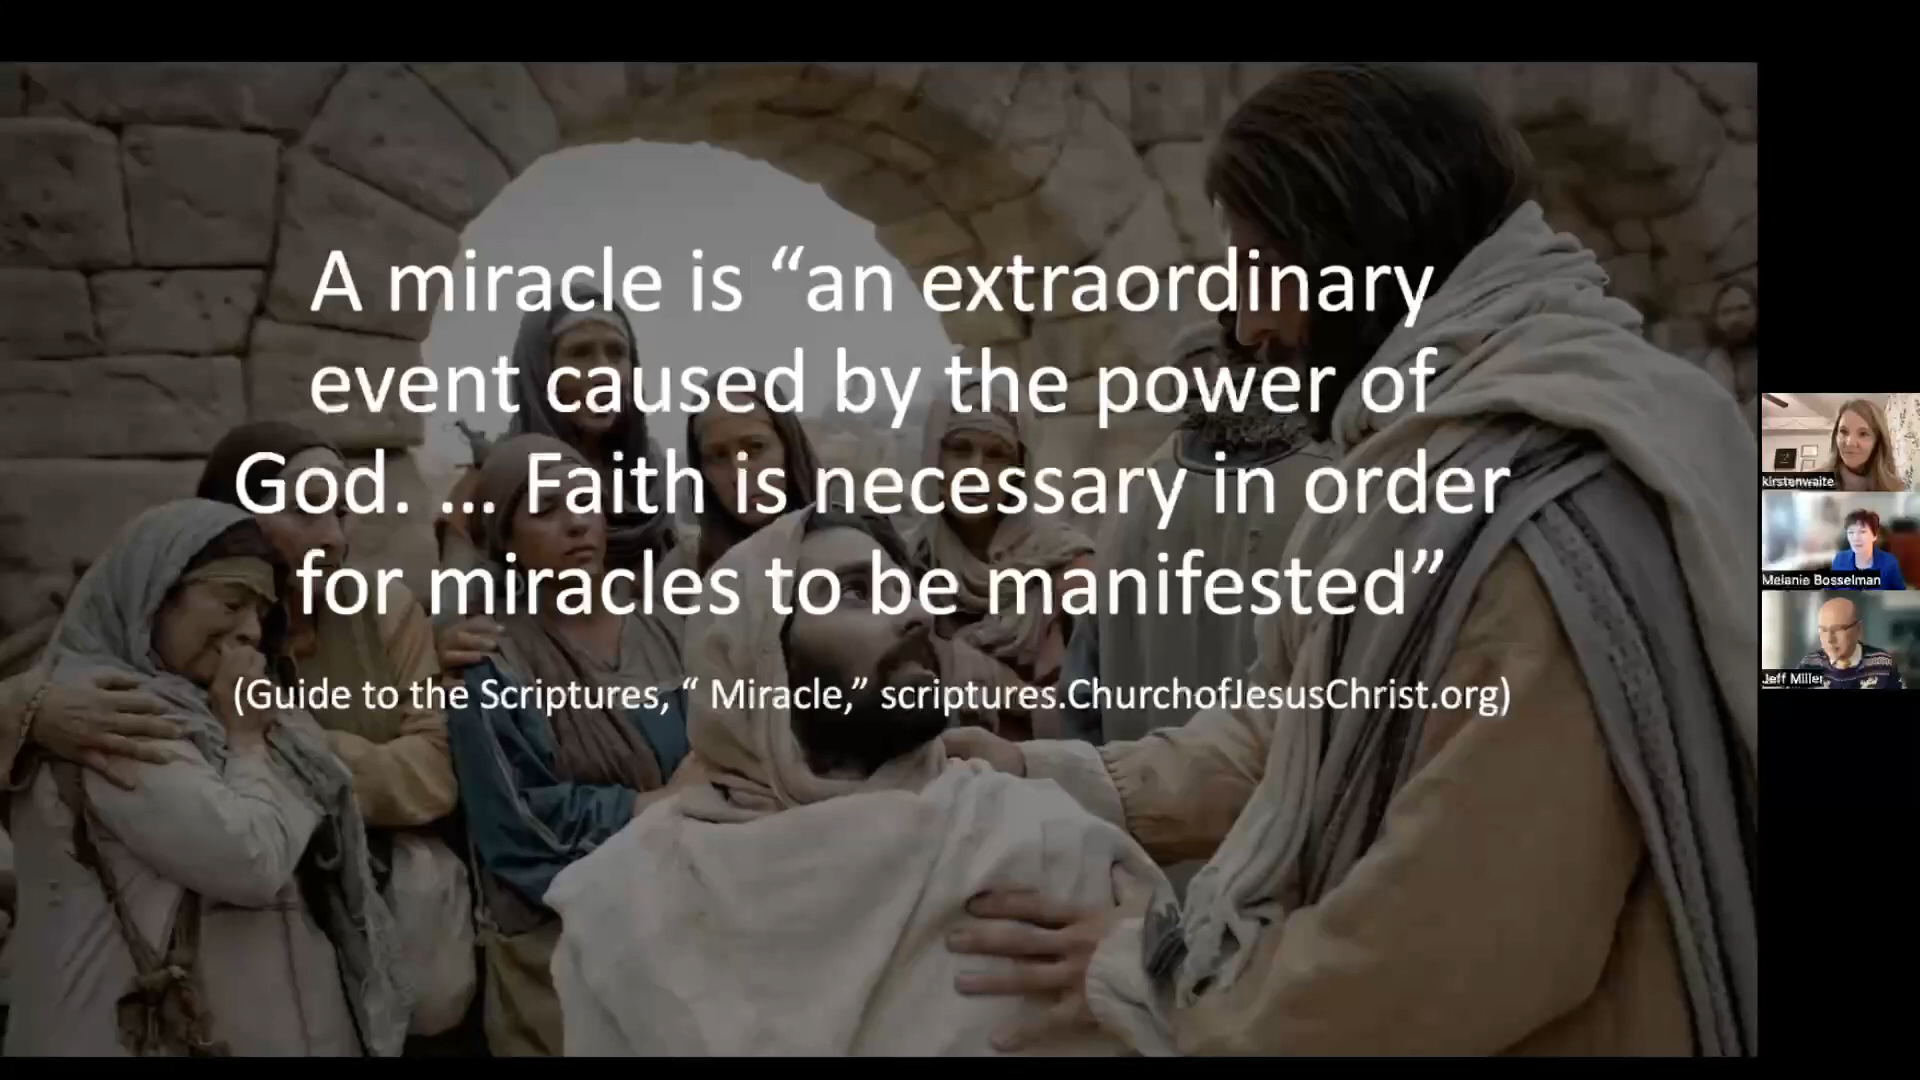 A miracle is “an extraordinary
event caused by the power of
God. ... Faith is necessary in order
for miracles to be manifested”
(Guide to the Scriptures, “ Miracle,” scriptures.ChurchofJesusChrist.org)
kirstenwaite
Melanie Bosselman
Jeff Miller